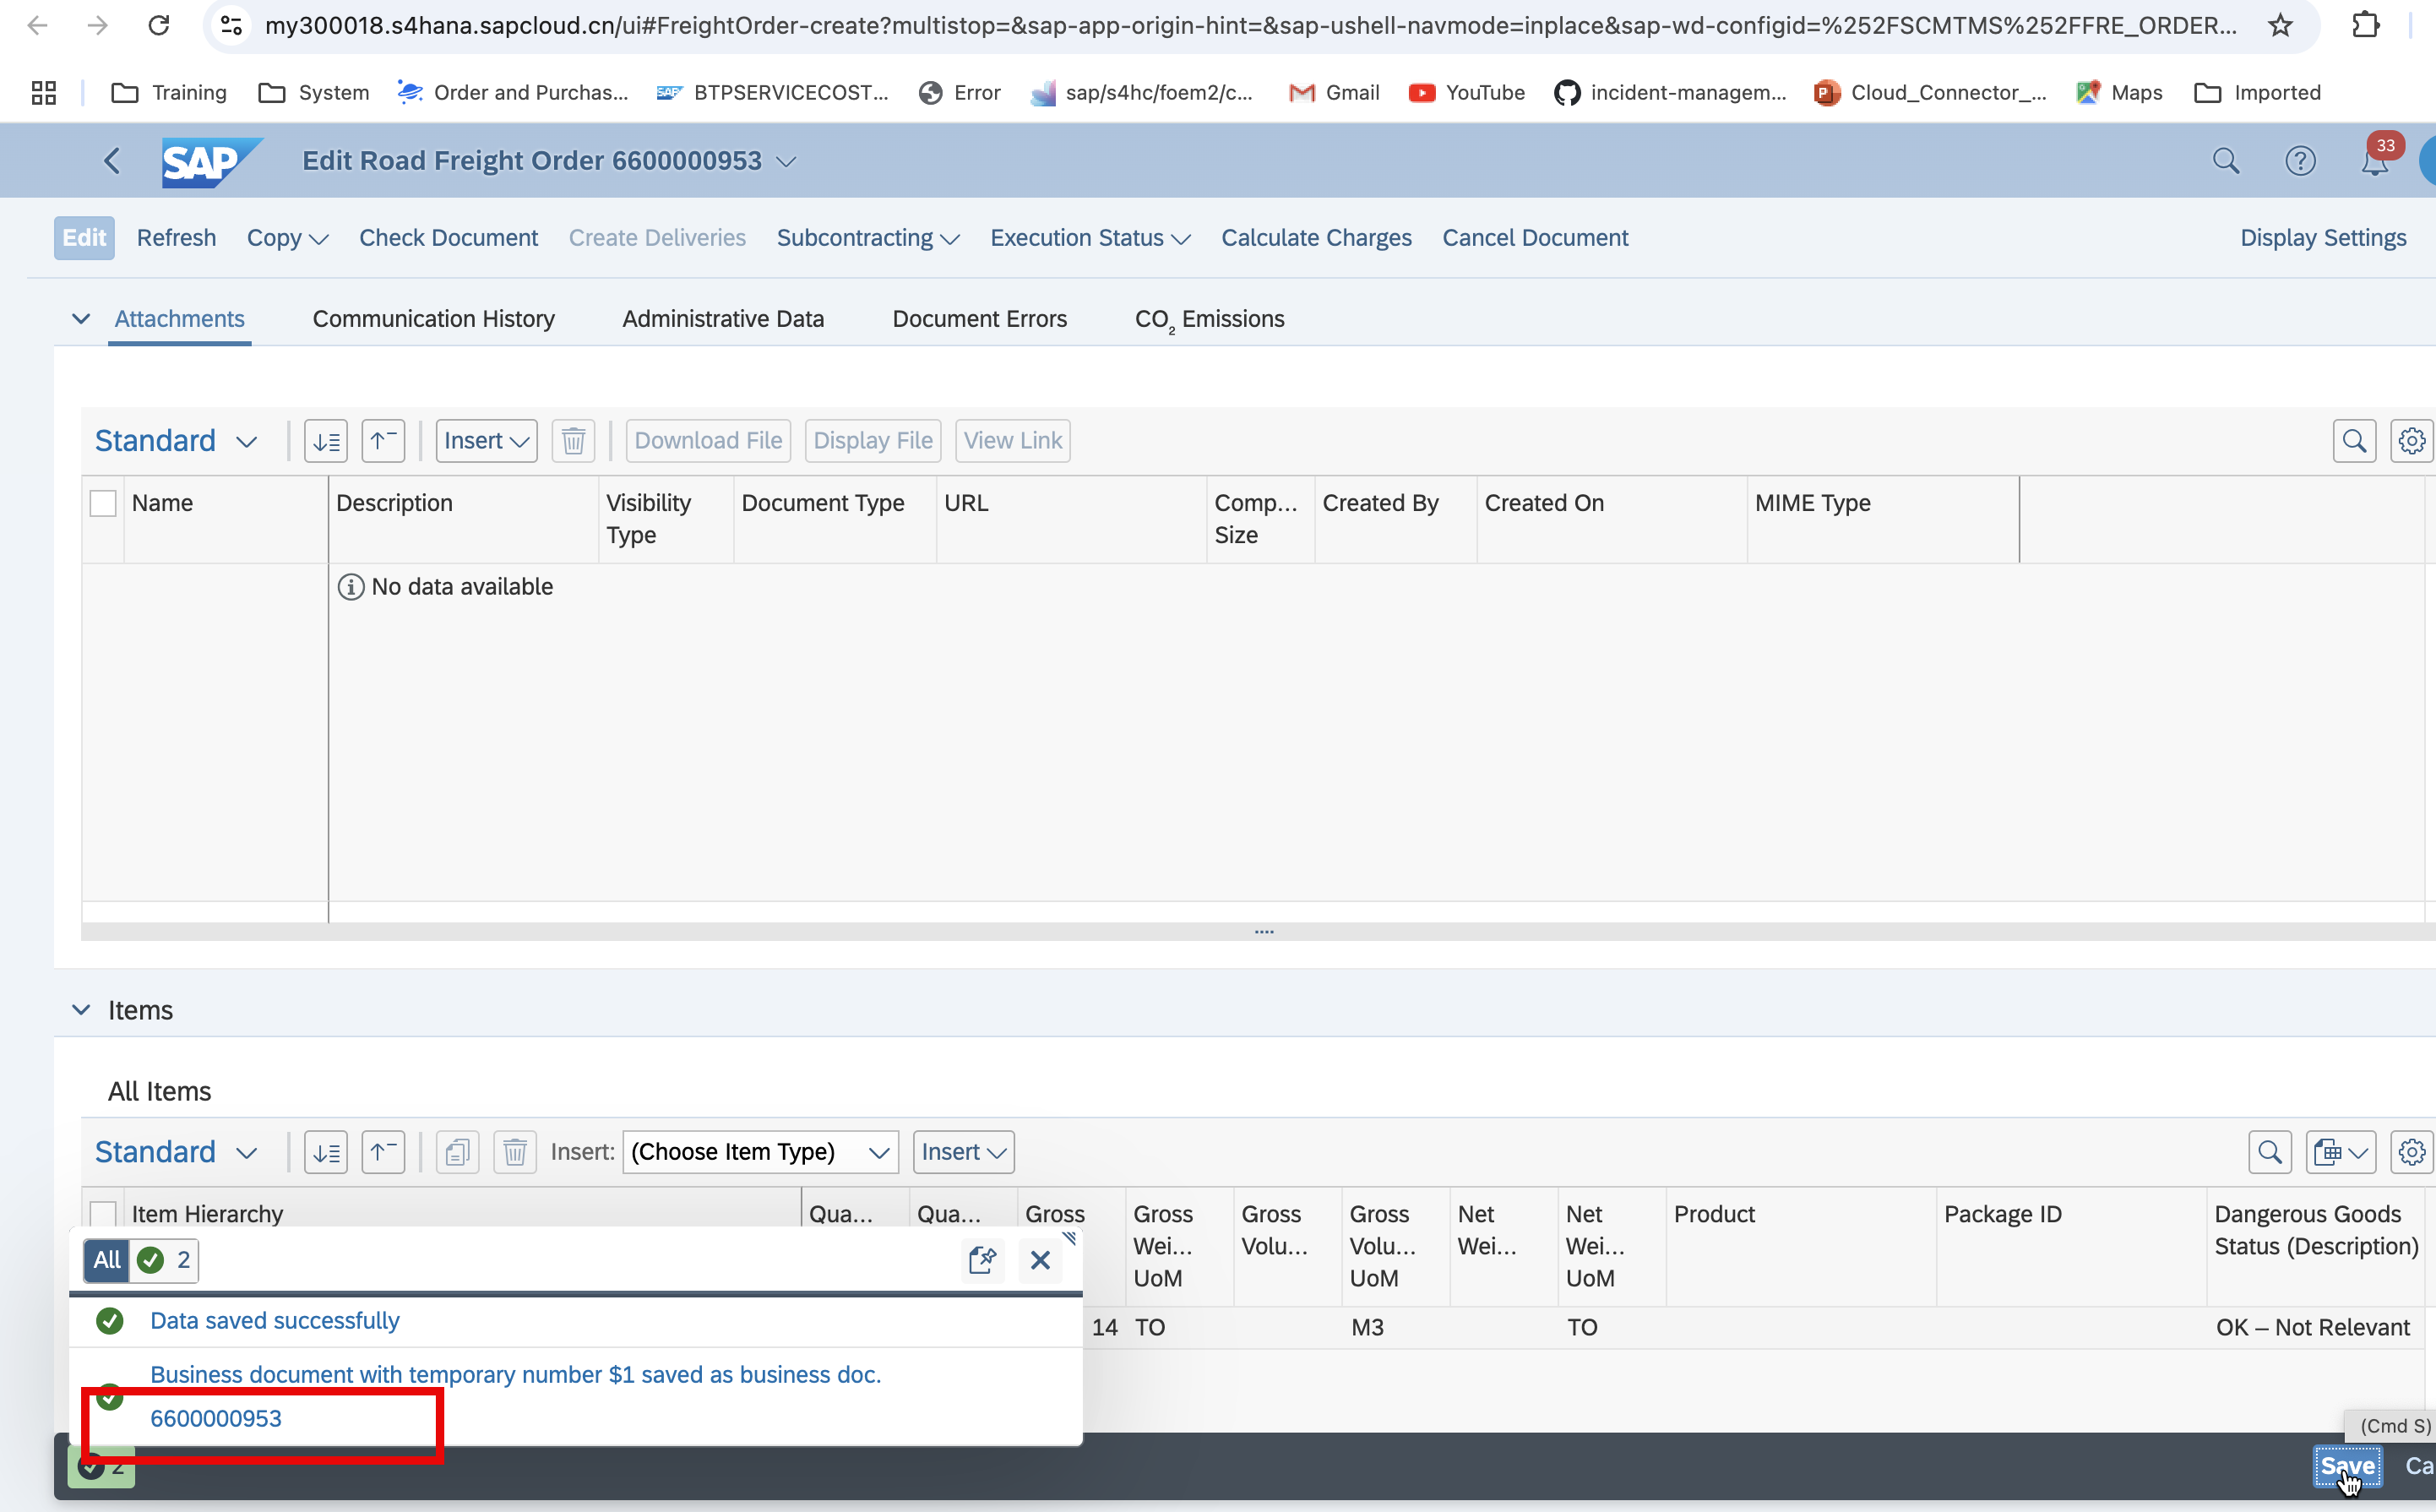 my300018.s4hana.sapcloud.cn/ui#FreightOrder-create?multistop=&sap-app-origin-hint=&sap-ushell-navmode=inplace&sap-wd-configid=%252FSCMTMS%252FFRE_ORDER...
Training System Order and Purchas... BTPSERVICECOST... Error sap/s4hc/foem2/c... Gmail YouTube incident-managem... Cloud_Connector_... Maps Imported
SAP Edit Road Freight Order 6600000953 33
Edit Refresh Copy Check Document Create Deliveries Subcontracting Execution Status Calculate Charges Cancel Document Display Settings
Attachments Communication History Administrative Data Document Errors CO₂ Emissions
Standard Insert Download File Display File View Link
Name Description Visibility Type Document Type URL Comp... Size Created By Created On MIME Type
No data available
Items
All Items
Standard Insert: (Choose Item Type) Insert
Item Hierarchy Qua... Qua... Gross Gross Wei... UoM Gross Volu... Gross Volu... UoM Net Wei... Net Wei... UoM Product Package ID Dangerous Goods Status (Description)
14 TO M3 TO OK – Not Relevant
All 2
Data saved successfully
Business document with temporary number $1 saved as business doc.
6600000953
2
(Cmd S)
Save Ca